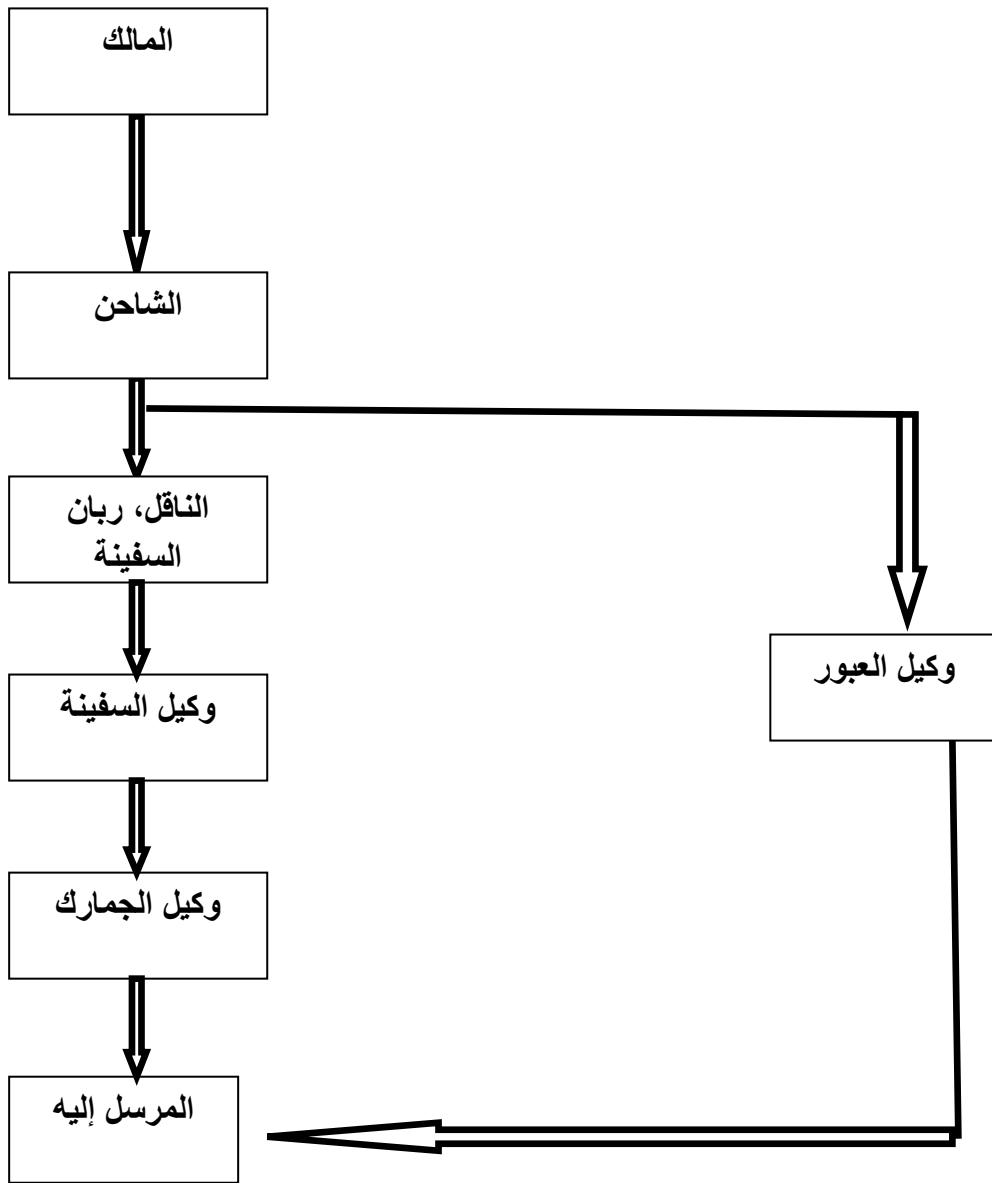 المالك
الشاحن
الناقل، ربان
السفينة
وكيل العبور
وكيل السفينة
وكيل الجمارك
المرسل إليه